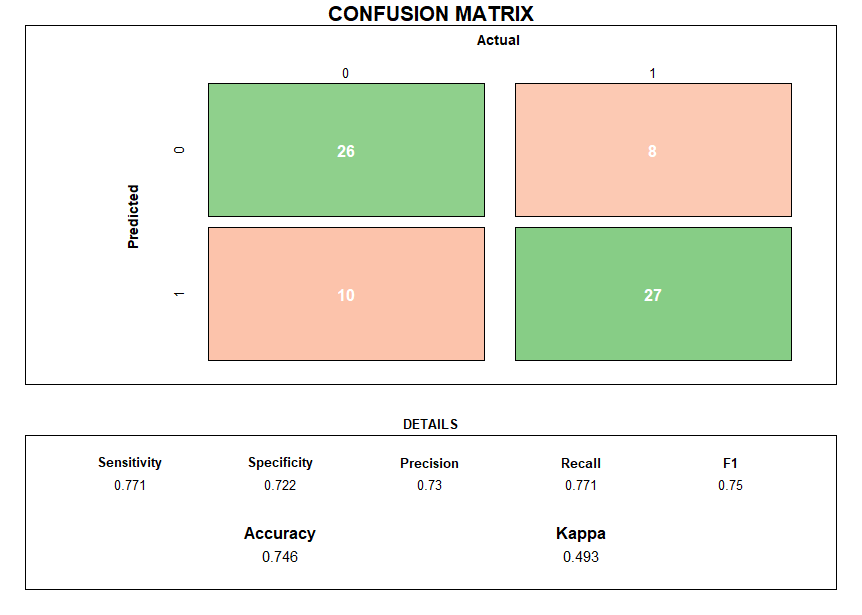 CONFUSION MATRIX
Actual
0 1
0 26 8
Predicted
1 10 27
DETAILS
Sensitivity Specificity Precision Recall F1
0.771 0.722 0.73 0.771 0.75
Accuracy Kappa
0.746 0.493